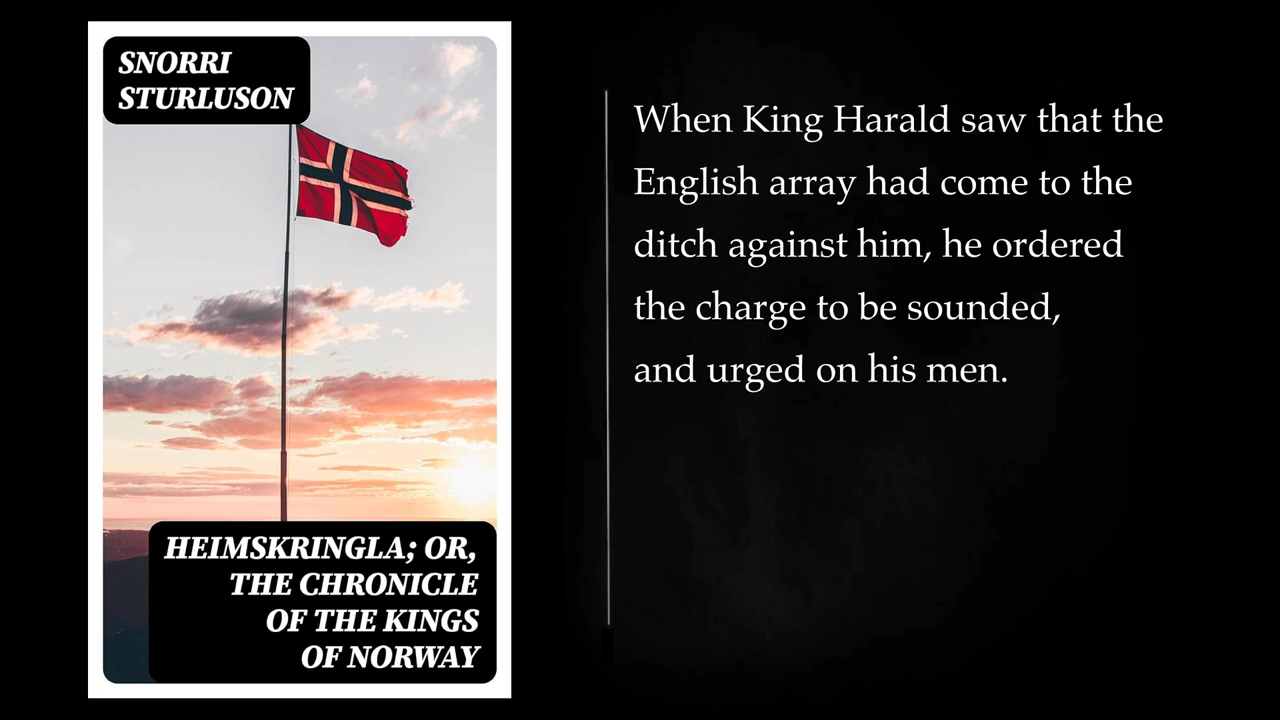 SNORRI
STURLUSON
HEIMSKRINGLA; OR,
THE CHRONICLE
OF THE KINGS
OF NORWAY
When King Harald saw that the
English array had come to the
ditch against him, he ordered
the charge to be sounded,
and urged on his men.